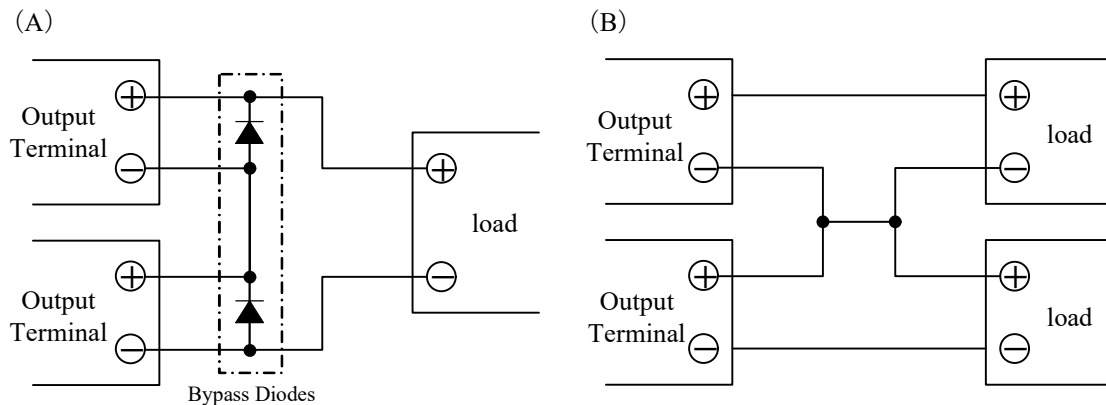 (A)
Output
Terminal
+
−
Output
Terminal
+
−
Bypass Diodes
+
−
load
(B)
Output
Terminal
+
−
Output
Terminal
+
−
+
−
load
+
−
load